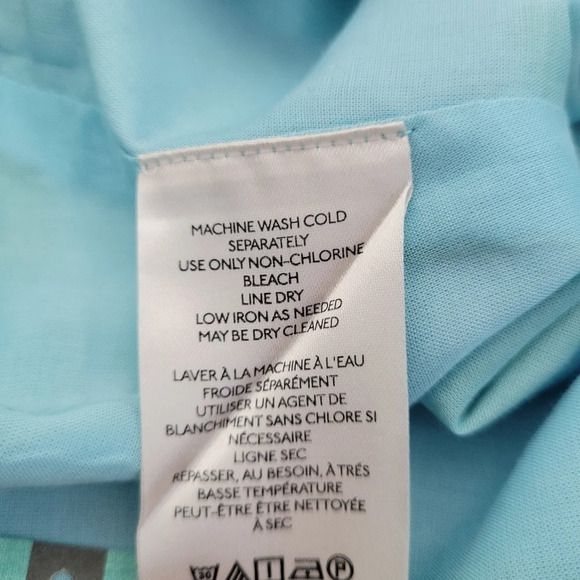 MACHINE WASH COLD
SEPARATELY
USE ONLY NON-CHLORINE
BLEACH
LINE DRY
LOW IRON AS NEEDED
MAY BE DRY CLEANED
LAVER À LA MACHINE À L'EAU
FROIDE SÉPARÉMENT
UTILISER UN AGENT DE
BLANCHIMENT SANS CHLORE SI
NÉCESSAIRE
LIGNE SEC
REPASSER, AU BESOIN, À TRÉS
BASSE TEMPÉRATURE
PEUT-ÊTRE ÊTRE NETTOYÉE
À SEC
30 P